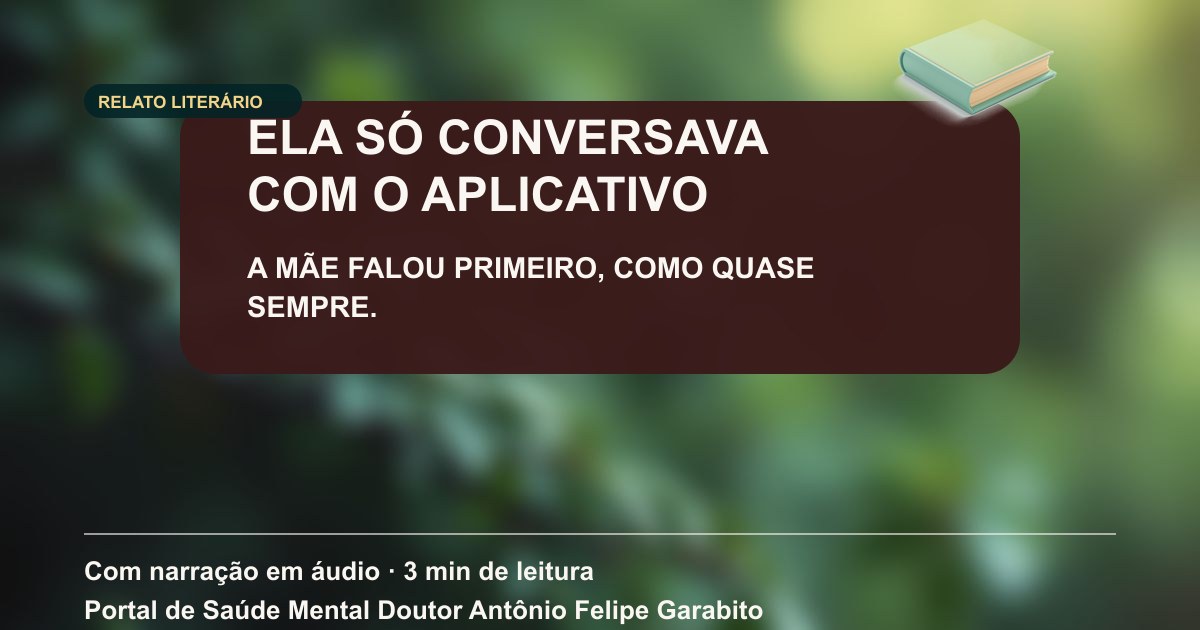 RELATO LITERÁRIO
ELA SÓ CONVERSAVA
COM O APLICATIVO
A MÃE FALOU PRIMEIRO, COMO QUASE
SEMPRE.
Com narração em áudio · 3 min de leitura
Portal de Saúde Mental Doutor Antônio Felipe Garabito